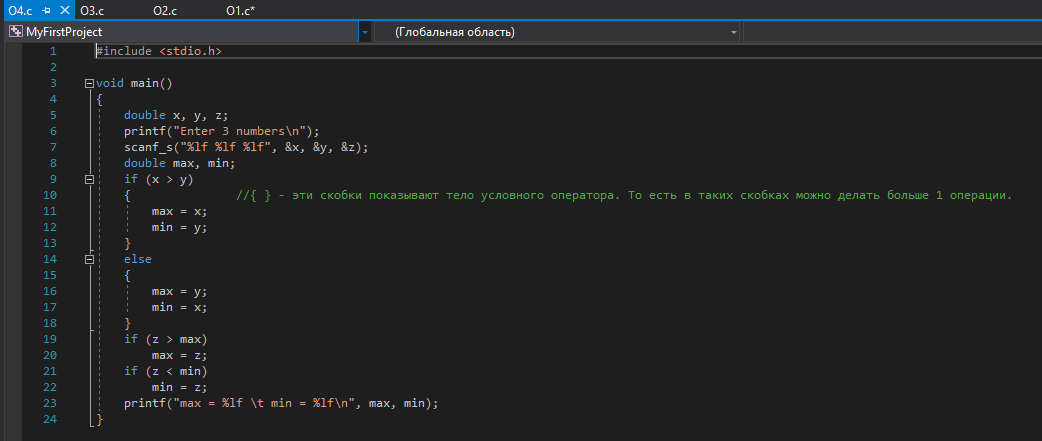 O4.c O3.c O2.c O1.c*
MyFirstProject (Глобальная область)
1 #include <stdio.h>
2
3 void main()
4 {
5 double x, y, z;
6 printf("Enter 3 numbers\n");
7 scanf_s("%lf %lf %lf", &x, &y, &z);
8 double max, min;
9 if (x > y)
10 { //{ } - эти скобки показывают тело условного оператора. То есть в таких скобках можно делать больше 1 операции.
11 max = x;
12 min = y;
13 }
14 else
15 {
16 max = y;
17 min = x;
18 }
19 if (z > max)
20 max = z;
21 if (z < min)
22 min = z;
23 printf("max = %lf \t min = %lf\n", max, min);
24 }